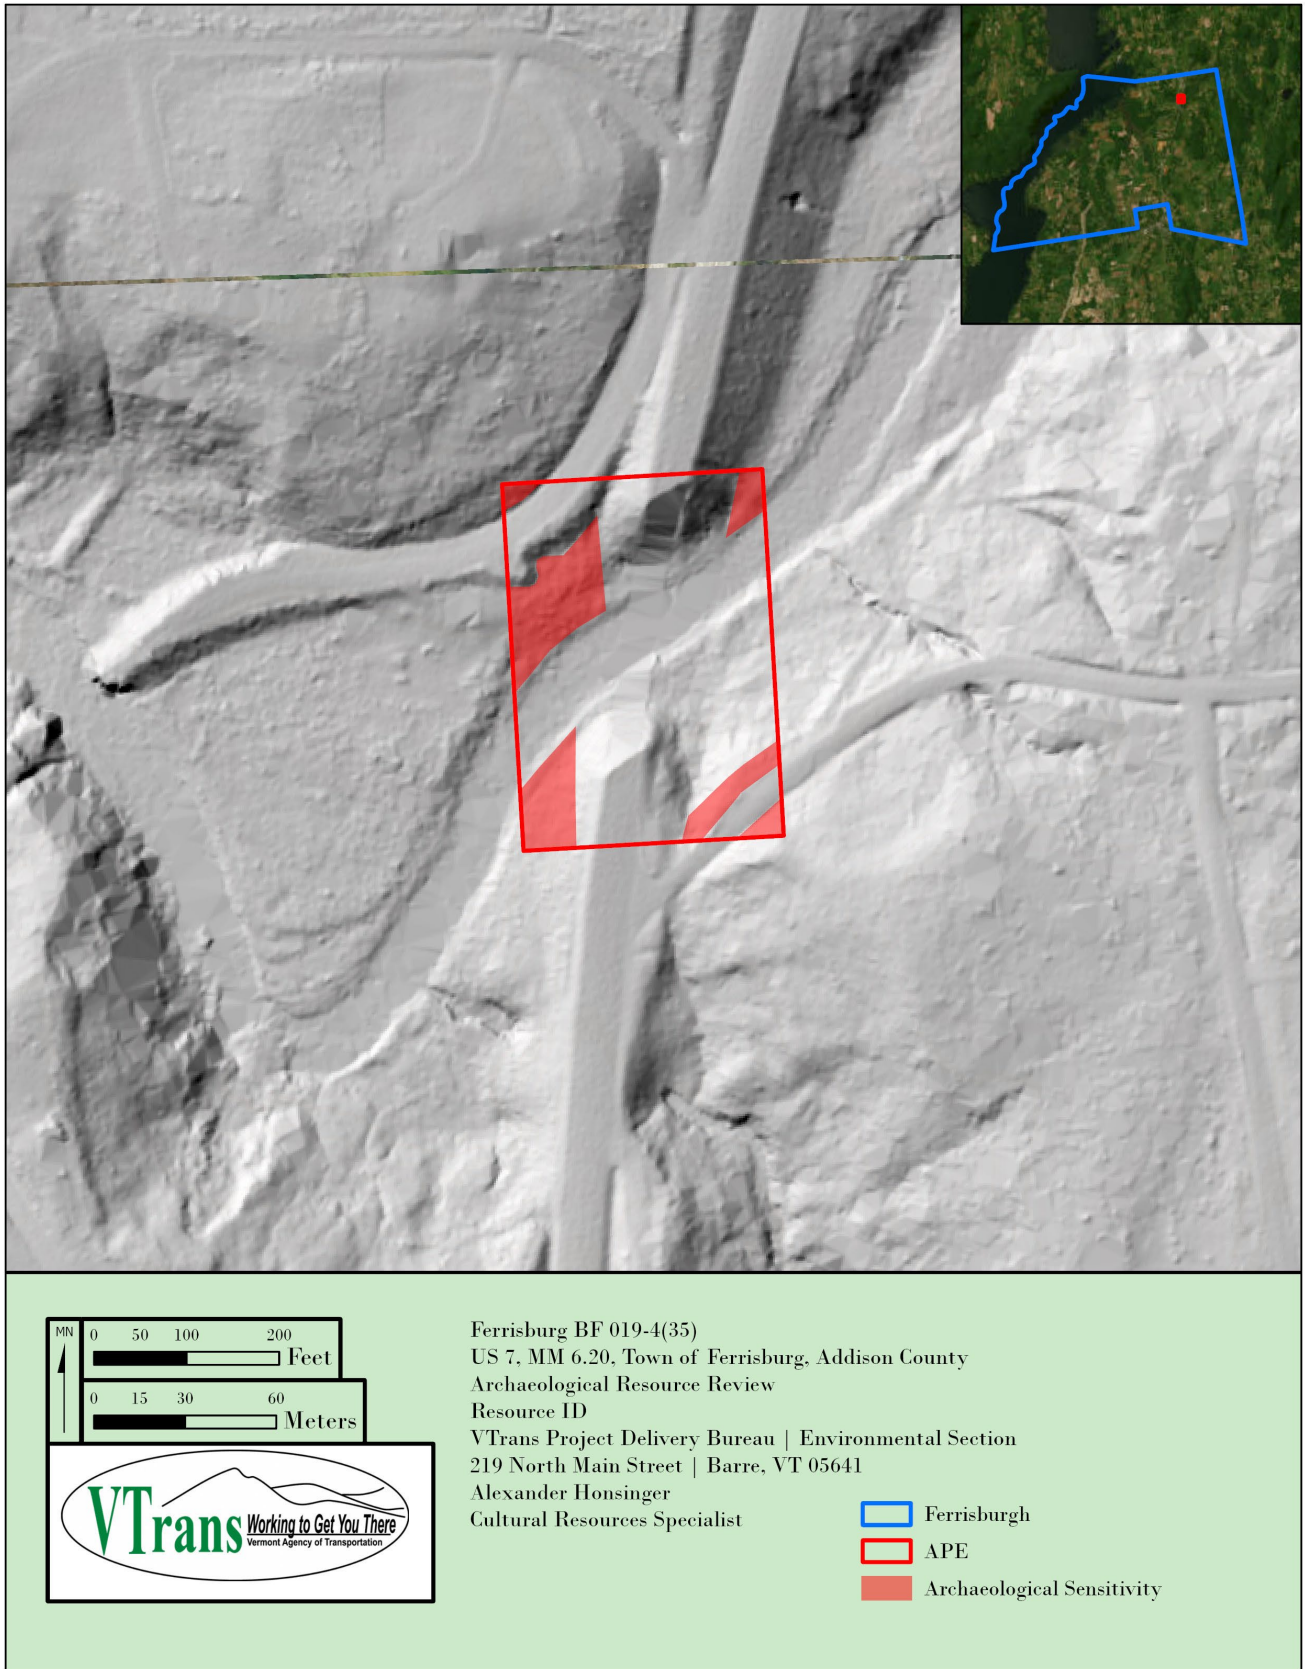 MN
0 50 100 200
Feet
0 15 30 60
Meters
VTrans Working to Get You There
Vermont Agency of Transportation
Ferrisburg BF 019-4(35)
US 7, MM 6.20, Town of Ferrisburg, Addison County
Archaeological Resource Review
Resource ID
VTrans Project Delivery Bureau | Environmental Section
219 North Main Street | Barre, VT 05641
Alexander Honsinger
Cultural Resources Specialist
Ferrisburgh
APE
Archaeological Sensitivity